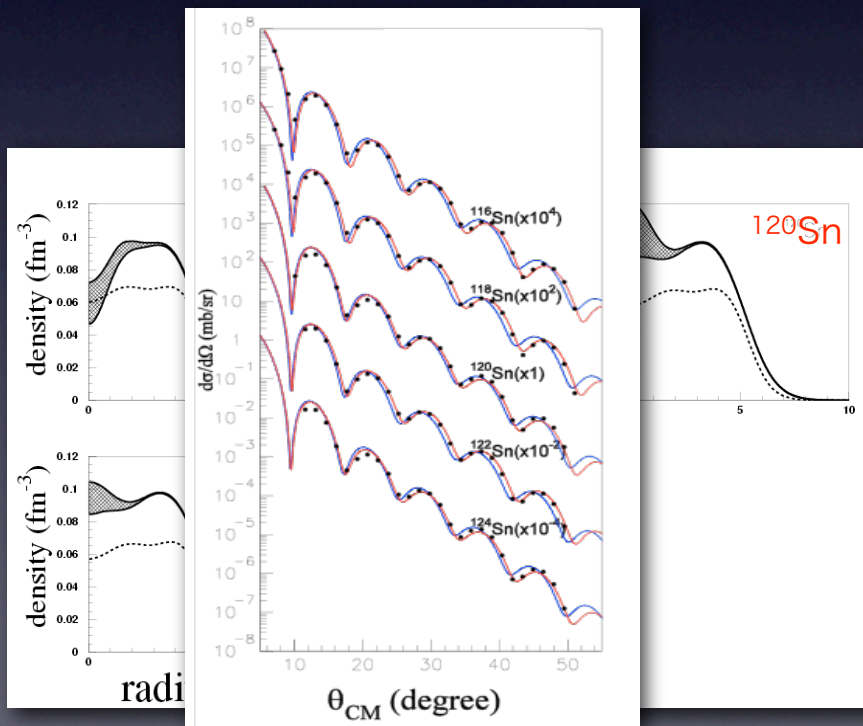 10^8
10^7
10^6
10^5
10^4
10^3
10^2
10
1
10^-1
10^-2
10^-3
10^-4
10^-5
10^-6
10^-7
10^-8
dσ/dΩ (mb/sr)
^116Sn(x10^4)
^118Sn(x10^2)
^120Sn(x1)
^122Sn(x10^-2)
^124Sn(x10^-4)
10 20 30 40 50
θ_CM (degree)
density (fm^-3)
0.12
0.1
0.08
0.06
0.04
0.02
0
0
density (fm^-3)
0.12
0.1
0.08
0.06
0.04
0.02
0
0
radi
^120Sn
5 10